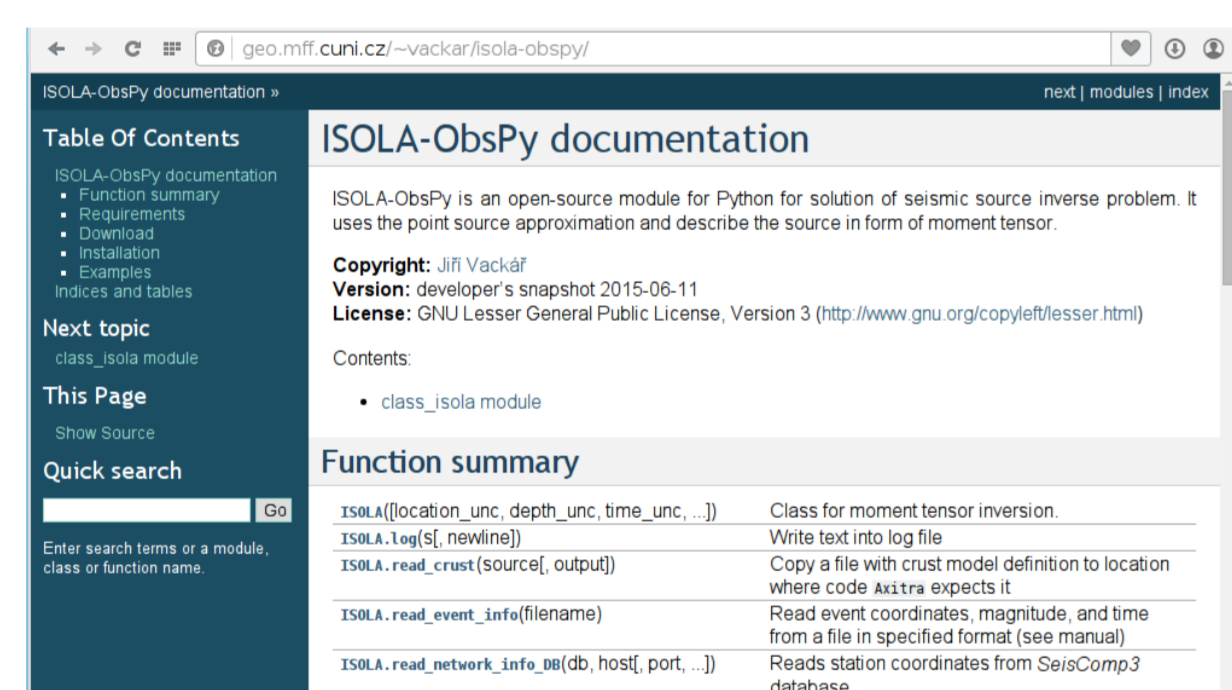 geo.mff.cuni.cz/~vackar/isola-obspy/
ISOLA-ObsPy documentation »
next | modules | index
Table Of Contents
ISOLA-ObsPy documentation
Function summary
Requirements
Download
Installation
Examples
Indices and tables
Next topic
class_isola module
This Page
Show Source
Quick search
Go
Enter search terms or a module,
class or function name.
ISOLA-ObsPy documentation
ISOLA-ObsPy is an open-source module for Python for solution of seismic source inverse problem. It
uses the point source approximation and describe the source in form of moment tensor.
Copyright: Jiří Vackář
Version: developer's snapshot 2015-06-11
License: GNU Lesser General Public License, Version 3 (http://www.gnu.org/copyleft/lesser.html)
Contents:
class_isola module
Function summary
ISOLA([location_unc, depth_unc, time_unc, ...]) Class for moment tensor inversion.
ISOLA.log(s[, newline]) Write text into log file
ISOLA.read_crust(source[, output]) Copy a file with crust model definition to location
where code Axitra expects it
ISOLA.read_event_info(filename) Read event coordinates, magnitude, and time
from a file in specified format (see manual)
ISOLA.read_network_info_DB(db, host[, port, ...]) Reads station coordinates from SeisComp3
database